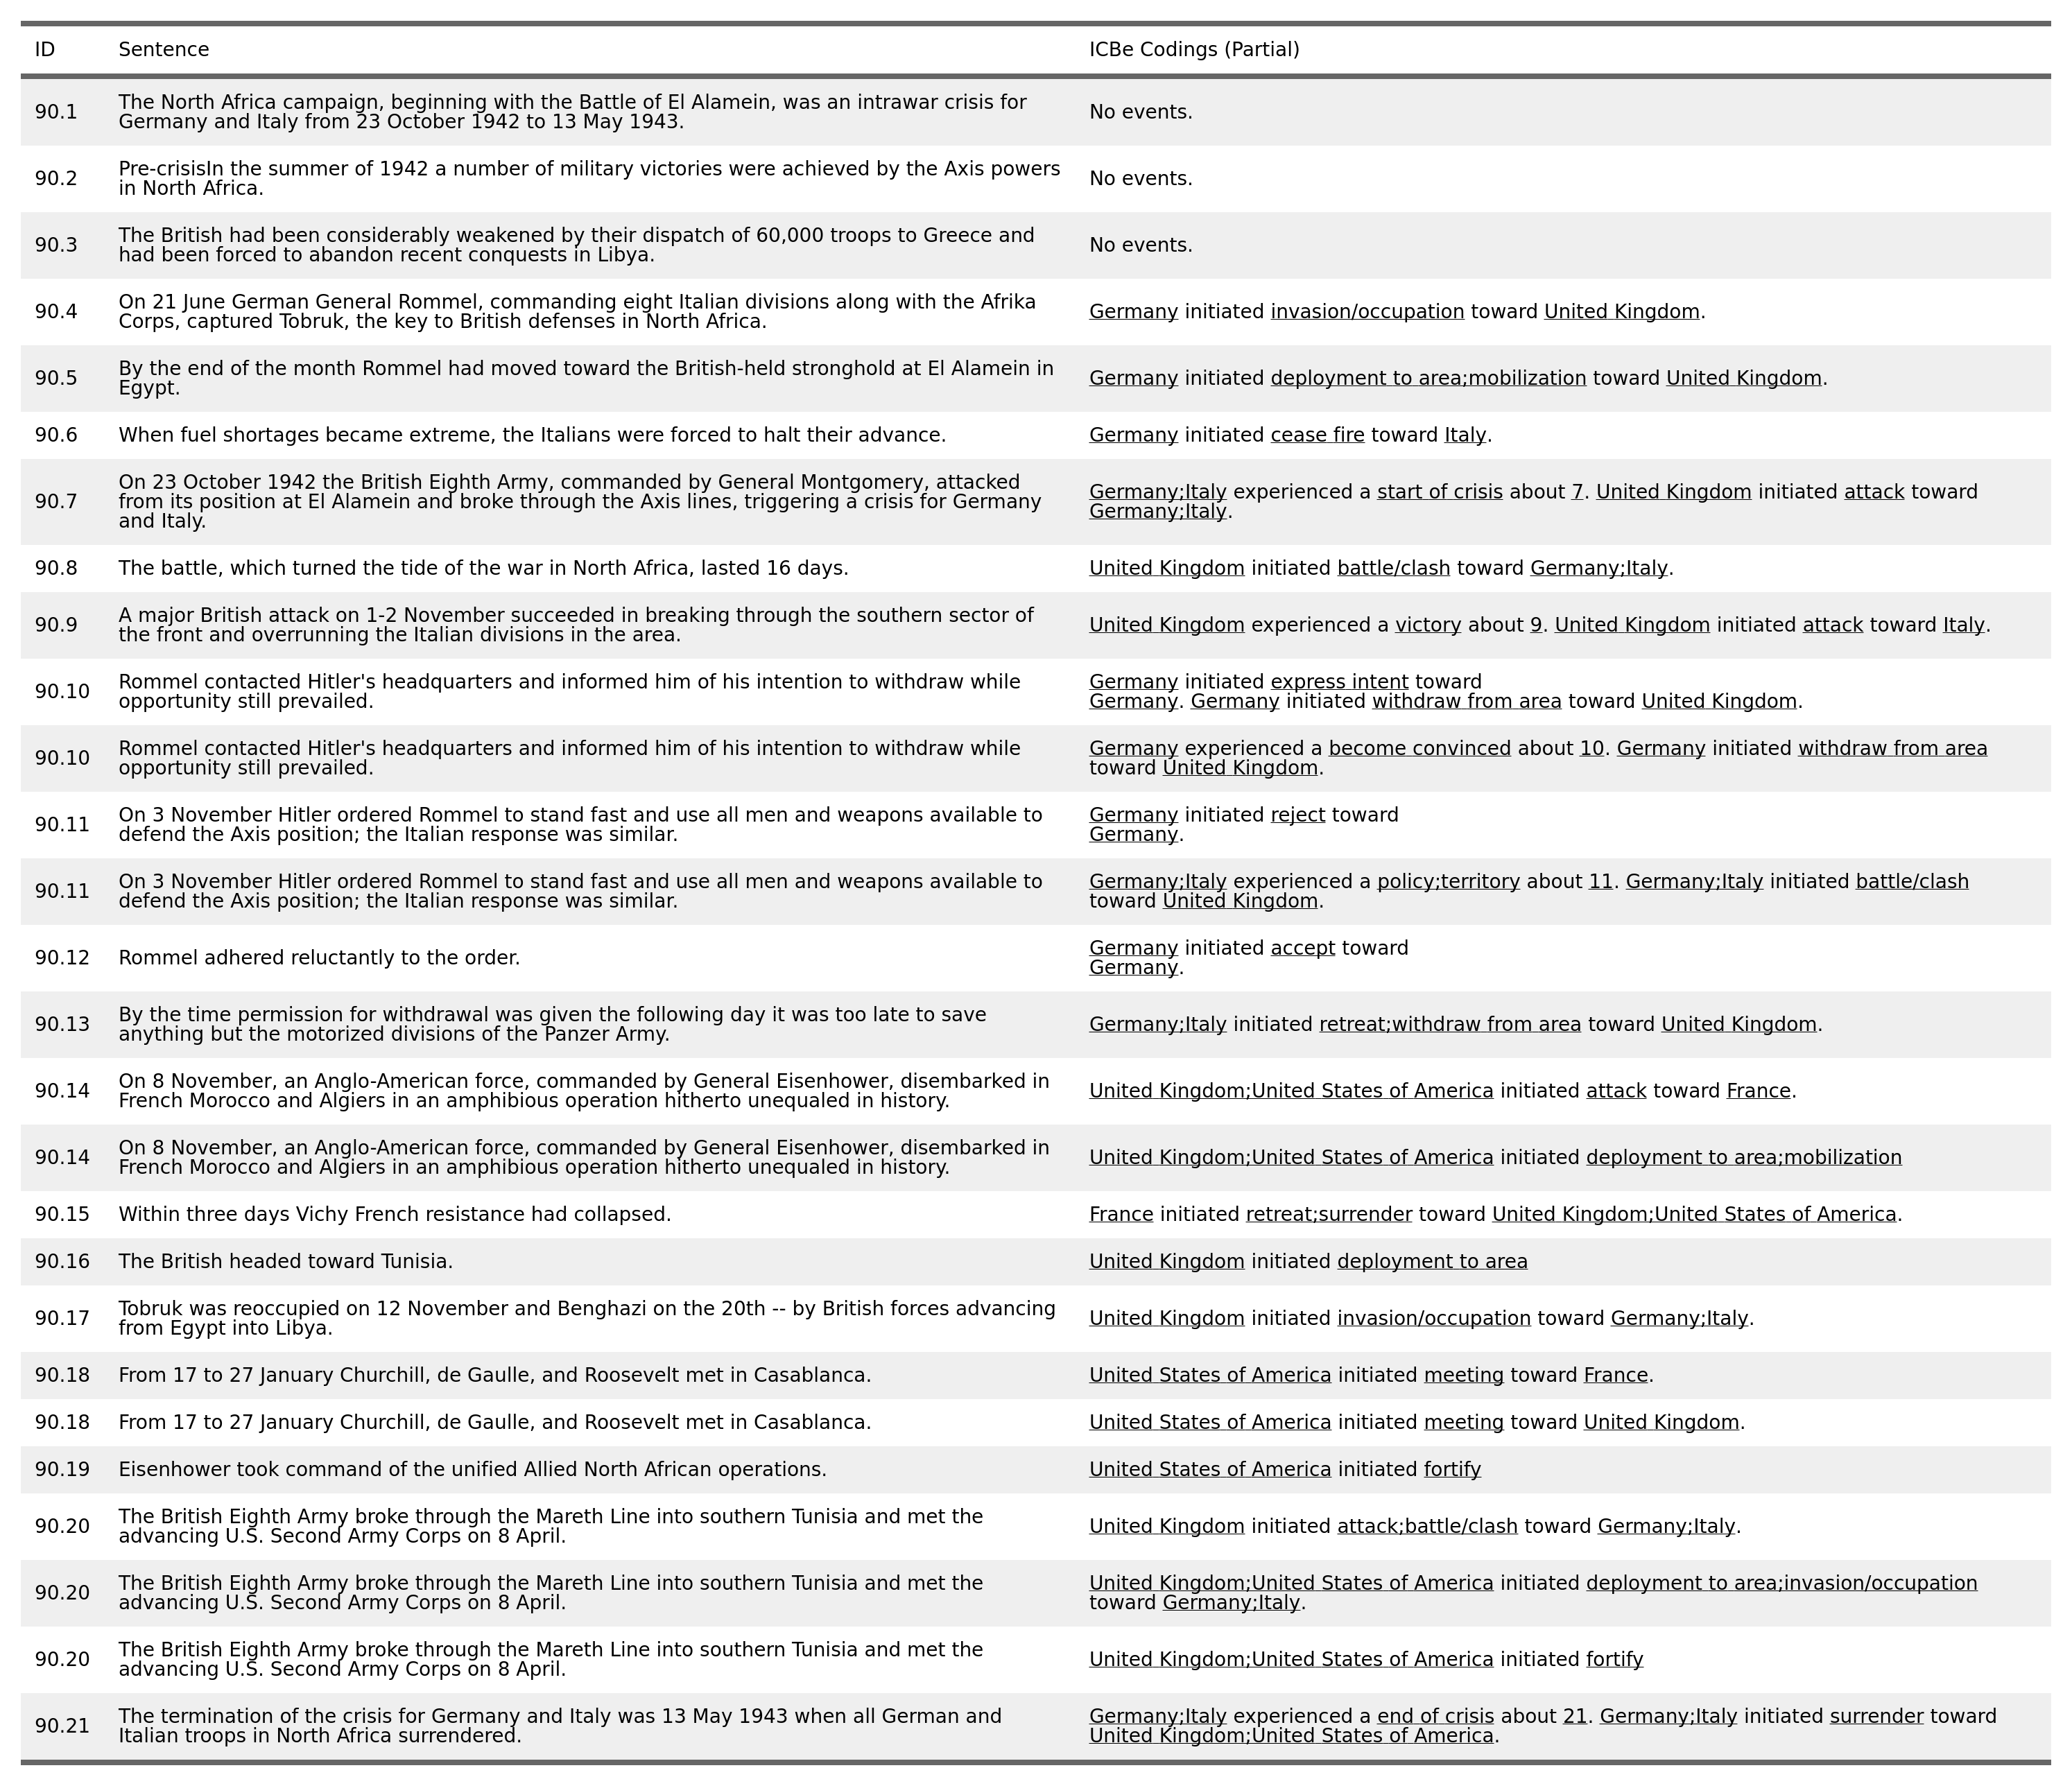 ID Sentence ICBe Codings (Partial)
90.1 The North Africa campaign, beginning with the Battle of El Alamein, was an intrawar crisis for
Germany and Italy from 23 October 1942 to 13 May 1943.
No events.
90.2 Pre-crisisIn the summer of 1942 a number of military victories were achieved by the Axis powers
in North Africa.
No events.
90.3 The British had been considerably weakened by their dispatch of 60,000 troops to Greece and
had been forced to abandon recent conquests in Libya.
No events.
90.4 On 21 June German General Rommel, commanding eight Italian divisions along with the Afrika
Corps, captured Tobruk, the key to British defenses in North Africa.
Germany initiated invasion/occupation toward United Kingdom.
90.5 By the end of the month Rommel had moved toward the British-held stronghold at El Alamein in
Egypt.
Germany initiated deployment to area;mobilization toward United Kingdom.
90.6 When fuel shortages became extreme, the Italians were forced to halt their advance.
Germany initiated cease fire toward Italy.
90.7 On 23 October 1942 the British Eighth Army, commanded by General Montgomery, attacked
from its position at El Alamein and broke through the Axis lines, triggering a crisis for Germany
and Italy.
Germany;Italy experienced a start of crisis about 7. United Kingdom initiated attack toward
Germany;Italy.
90.8 The battle, which turned the tide of the war in North Africa, lasted 16 days.
United Kingdom initiated battle/clash toward Germany;Italy.
90.9 A major British attack on 1-2 November succeeded in breaking through the southern sector of
the front and overrunning the Italian divisions in the area.
United Kingdom experienced a victory about 9. United Kingdom initiated attack toward Italy.
90.10 Rommel contacted Hitler's headquarters and informed him of his intention to withdraw while
opportunity still prevailed.
Germany initiated express intent toward
Germany. Germany initiated withdraw from area toward United Kingdom.
90.10 Rommel contacted Hitler's headquarters and informed him of his intention to withdraw while
opportunity still prevailed.
Germany experienced a become convinced about 10. Germany initiated withdraw from area
toward United Kingdom.
90.11 On 3 November Hitler ordered Rommel to stand fast and use all men and weapons available to
defend the Axis position; the Italian response was similar.
Germany initiated reject toward
Germany.
90.11 On 3 November Hitler ordered Rommel to stand fast and use all men and weapons available to
defend the Axis position; the Italian response was similar.
Germany;Italy experienced a policy;territory about 11. Germany;Italy initiated battle/clash
toward United Kingdom.
90.12 Rommel adhered reluctantly to the order.
Germany initiated accept toward
Germany.
90.13 By the time permission for withdrawal was given the following day it was too late to save
anything but the motorized divisions of the Panzer Army.
Germany;Italy initiated retreat;withdraw from area toward United Kingdom.
90.14 On 8 November, an Anglo-American force, commanded by General Eisenhower, disembarked in
French Morocco and Algiers in an amphibious operation hitherto unequaled in history.
United Kingdom;United States of America initiated attack toward France.
90.14 On 8 November, an Anglo-American force, commanded by General Eisenhower, disembarked in
French Morocco and Algiers in an amphibious operation hitherto unequaled in history.
United Kingdom;United States of America initiated deployment to area;mobilization
90.15 Within three days Vichy French resistance had collapsed.
France initiated retreat;surrender toward United Kingdom;United States of America.
90.16 The British headed toward Tunisia.
United Kingdom initiated deployment to area
90.17 Tobruk was reoccupied on 12 November and Benghazi on the 20th -- by British forces advancing
from Egypt into Libya.
United Kingdom initiated invasion/occupation toward Germany;Italy.
90.18 From 17 to 27 January Churchill, de Gaulle, and Roosevelt met in Casablanca.
United States of America initiated meeting toward France.
90.18 From 17 to 27 January Churchill, de Gaulle, and Roosevelt met in Casablanca.
United States of America initiated meeting toward United Kingdom.
90.19 Eisenhower took command of the unified Allied North African operations.
United States of America initiated fortify
90.20 The British Eighth Army broke through the Mareth Line into southern Tunisia and met the
advancing U.S. Second Army Corps on 8 April.
United Kingdom initiated attack;battle/clash toward Germany;Italy.
90.20 The British Eighth Army broke through the Mareth Line into southern Tunisia and met the
advancing U.S. Second Army Corps on 8 April.
United Kingdom;United States of America initiated deployment to area;invasion/occupation
toward Germany;Italy.
90.20 The British Eighth Army broke through the Mareth Line into southern Tunisia and met the
advancing U.S. Second Army Corps on 8 April.
United Kingdom;United States of America initiated fortify
90.21 The termination of the crisis for Germany and Italy was 13 May 1943 when all German and
Italian troops in North Africa surrendered.
Germany;Italy experienced a end of crisis about 21. Germany;Italy initiated surrender toward
United Kingdom;United States of America.